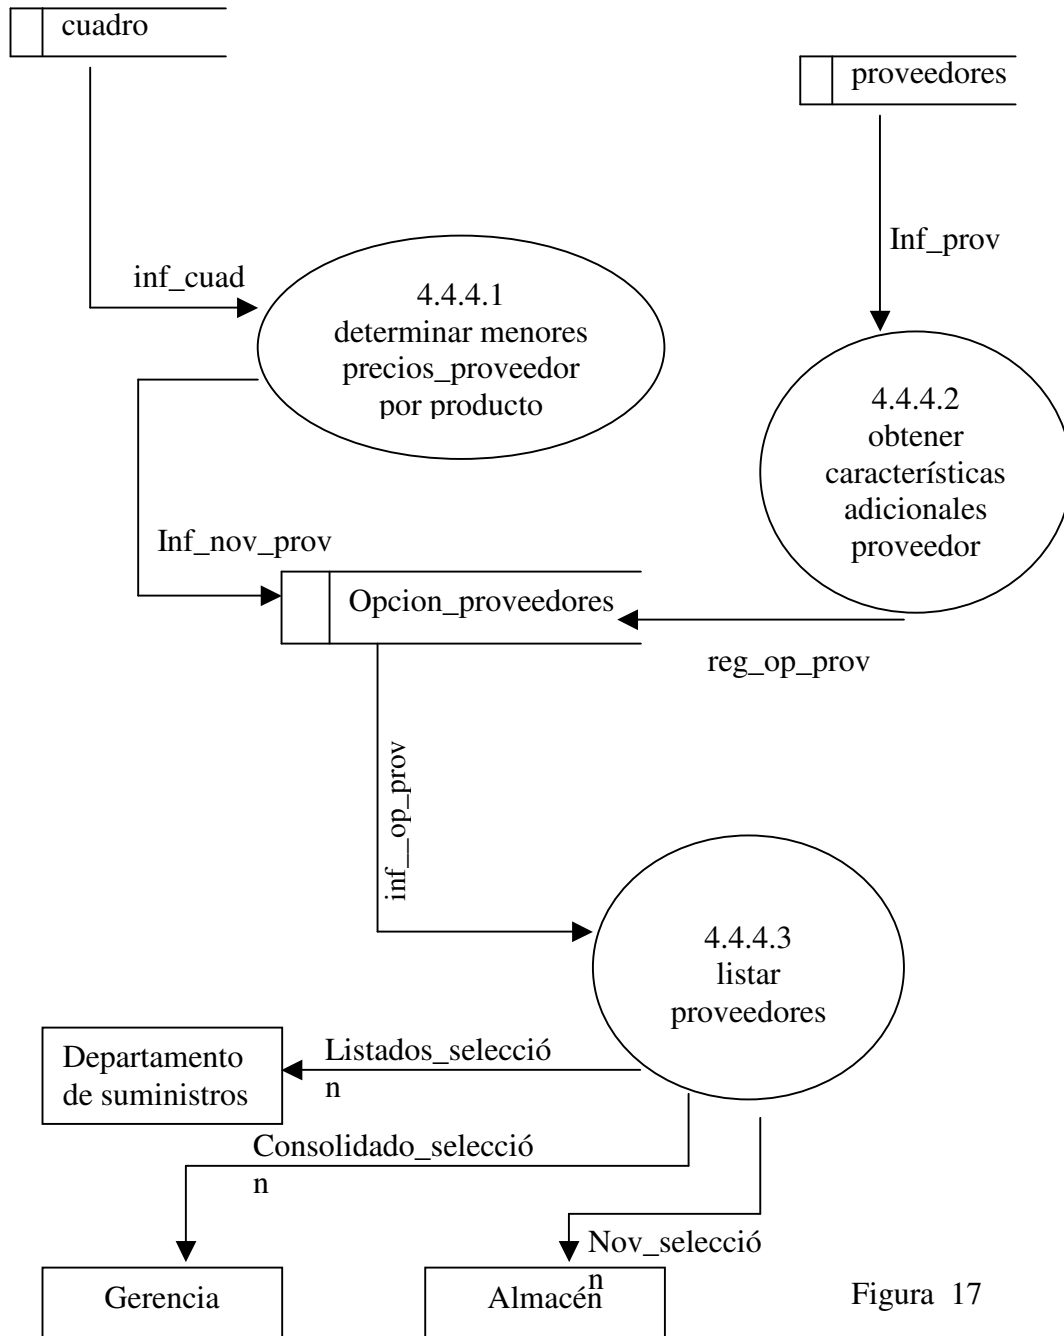 cuadro
proveedores
Inf_prov
inf_cuad
4.4.4.1
determinar menores
precios_proveedor
por producto
4.4.4.2
obtener
característícas
adicionales
proveedor
Inf_nov_prov
Opcion_proveedores
reg_op_prov
inf__op_prov
4.4.4.3
listar
proveedores
Departamento
de suministros
Listados_selecció
n
Consolidado_selecció
n
Nov_selecció
n
Gerencia
Almacén
Figura 17